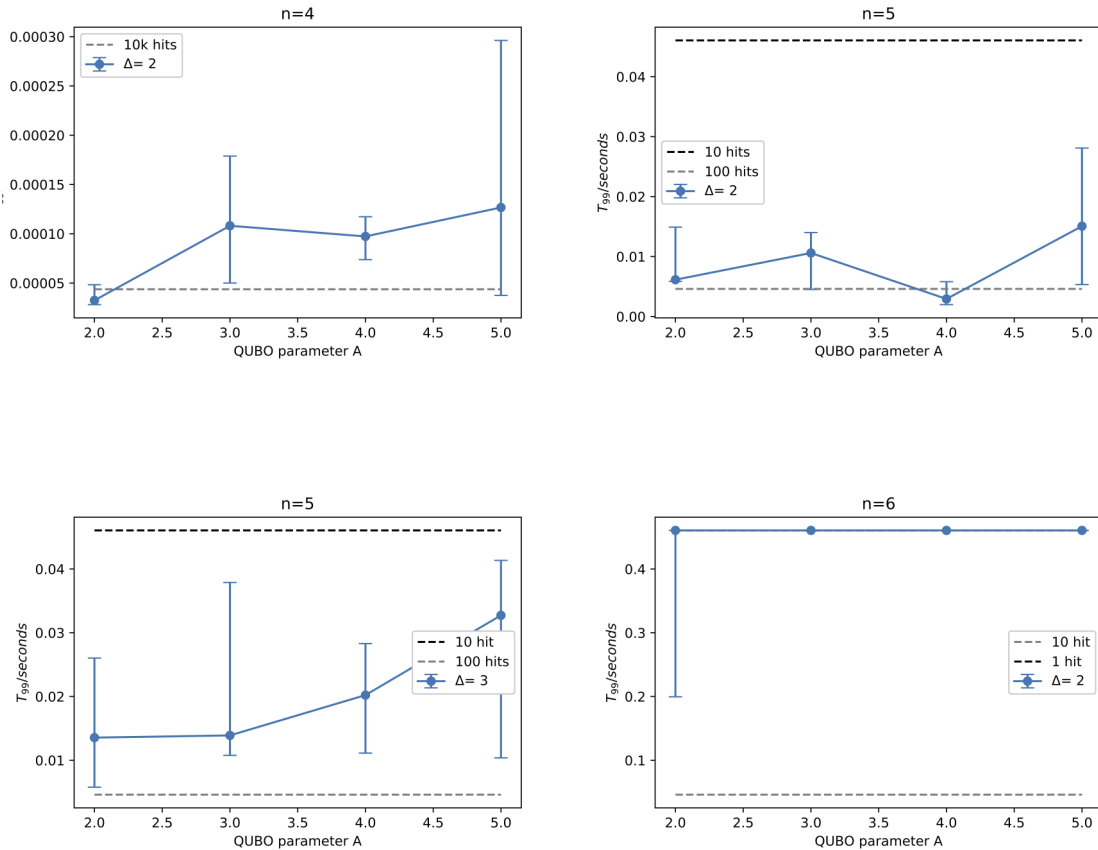 n=4
0.00030
0.00025
0.00020
0.00015
0.00010
0.00005
10k hits
Δ= 2
2.0 2.5 3.0 3.5 4.0 4.5 5.0
QUBO parameter A
n=5
T99/seconds
0.04
0.03
0.02
0.01
0.00
10 hits
100 hits
Δ= 2
2.0 2.5 3.0 3.5 4.0 4.5 5.0
QUBO parameter A
n=5
T99/seconds
0.04
0.03
0.02
0.01
10 hit
100 hits
Δ= 3
2.0 2.5 3.0 3.5 4.0 4.5 5.0
QUBO parameter A
n=6
T99/seconds
0.4
0.3
0.2
0.1
10 hit
1 hit
Δ= 2
2.0 2.5 3.0 3.5 4.0 4.5 5.0
QUBO parameter A